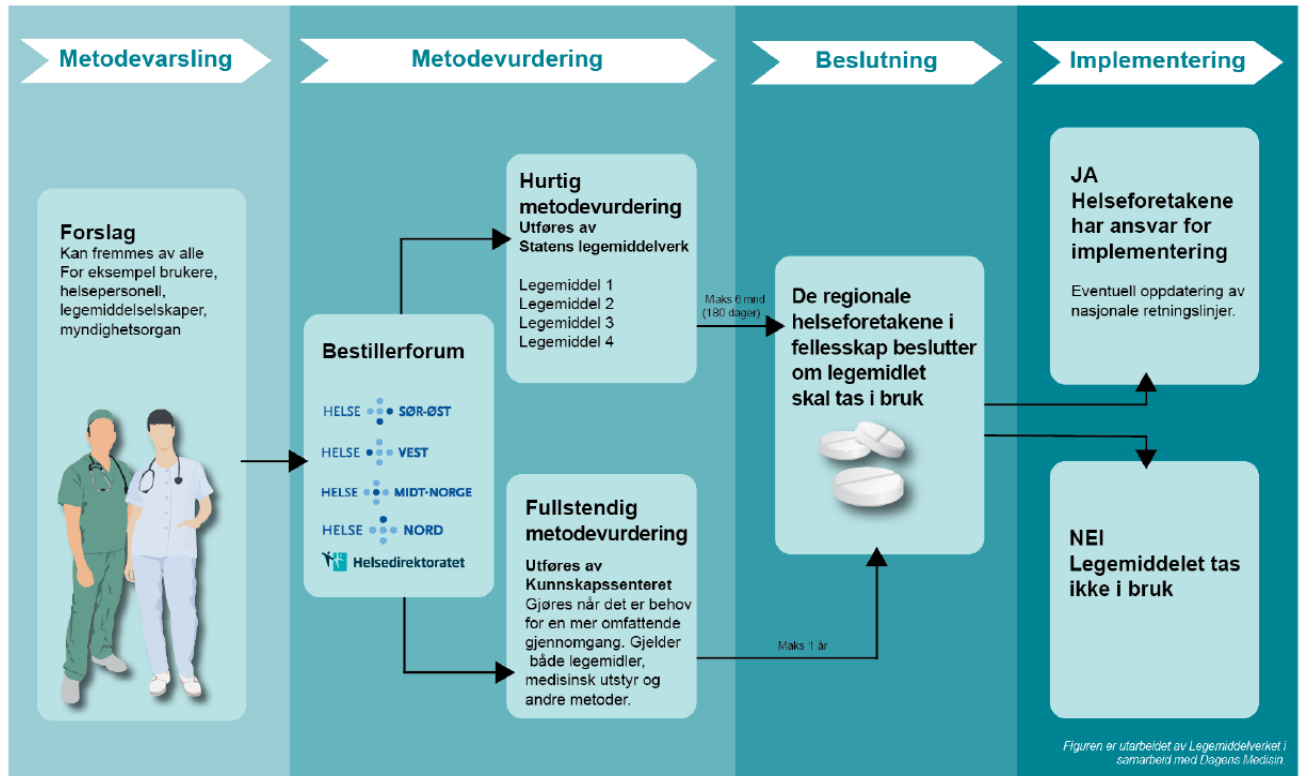 Metodevarsling
Metodevurdering
Beslutning
Implementering
Forslag
Kan fremmes av alle
For eksempel brukere,
helsepersonell,
legemiddelselskaper,
myndighetsorgan
Bestillerforum
HELSE SØR-ØST
HELSE VEST
HELSE MIDT-NORGE
HELSE NORD
Helsedirektoratet
Hurtig
metodevurdering
Utføres av
Statens legemiddelverk
Legemiddel 1
Legemiddel 2
Legemiddel 3
Legemiddel 4
Maks 6 mnd
(180 dager)
Fullstendig
metodevurdering
Utføres av
Kunnskapssenteret
Gjøres når det er behov
for en mer omfattende
gjennomgang. Gjelder
både legemidler,
medisinsk utstyr og
andre metoder.
Maks 1 år
De regionale
helseforetakene i
fellesskap beslutter
om legemidlet
skal tas i bruk
JA
Helseforetakene
har ansvar for
implementering
Eventuell oppdatering av
nasjonale retningslinjer.
NEI
Legemiddelet tas
ikke i bruk
Figuren er utarbeidet av Legemiddelverket i
samarbeid med Dagens Medisin.